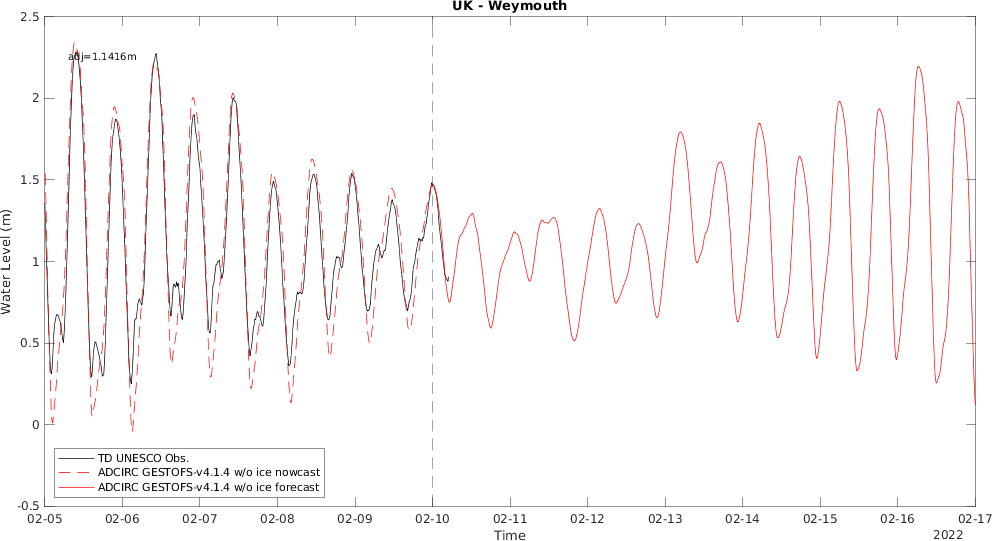 UK - Weymouth
2.5
adj=1.1416m
2
1.5
1
0.5
0
-0.5
Water Level (m)
TD UNESCO Obs.
ADCIRC GESTOFS-v4.1.4 w/o ice nowcast
ADCIRC GESTOFS-v4.1.4 w/o ice forecast
02-05 02-06 02-07 02-08 02-09 02-10 02-11 02-12 02-13 02-14 02-15 02-16 02-17
Time
2022